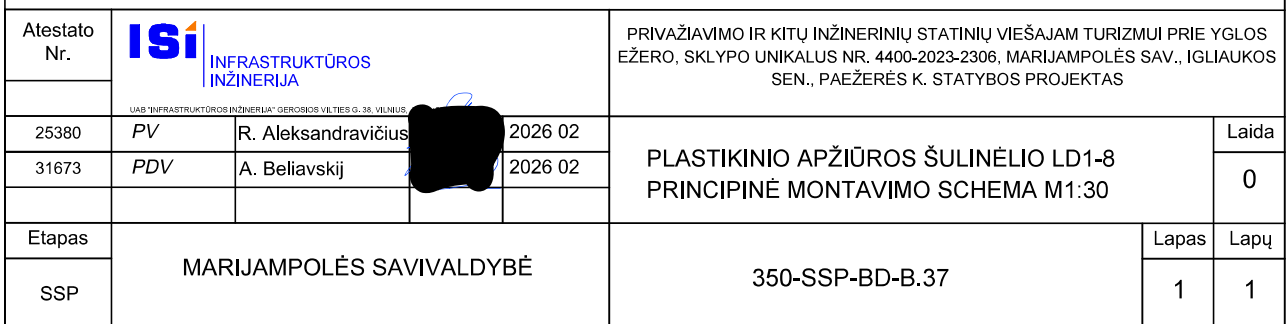 Atestato
Nr.
ISi
INFRASTRUKTŪROS
INŽINERIJA
UAB "INFRASTRUKTŪROS INŽINERIJA" GEROSIOS VILTIES G. 38, VILNIUS,
PRIVAŽIAVIMO IR KITŲ INŽINERINIŲ STATINIŲ VIEŠAJAM TURIZMUI PRIE YGLOS
EŽERO, SKLYPO UNIKALUS NR. 4400-2023-2306, MARIJAMPOLĖS SAV., IGLIAUKOS
SEN., PAEŽERĖS K. STATYBOS PROJEKTAS
25380 PV R. Aleksandravičius 2026 02
31673 PDV A. Beliavskij 2026 02
PLASTIKINIO APŽIŪROS ŠULINĖLIO LD1-8
PRINCIPINĖ MONTAVIMO SCHEMA M1:30
Laida
0
Etapas
SSP
MARIJAMPOLĖS SAVIVALDYBĖ
350-SSP-BD-B.37
Lapas Lapų
1 1